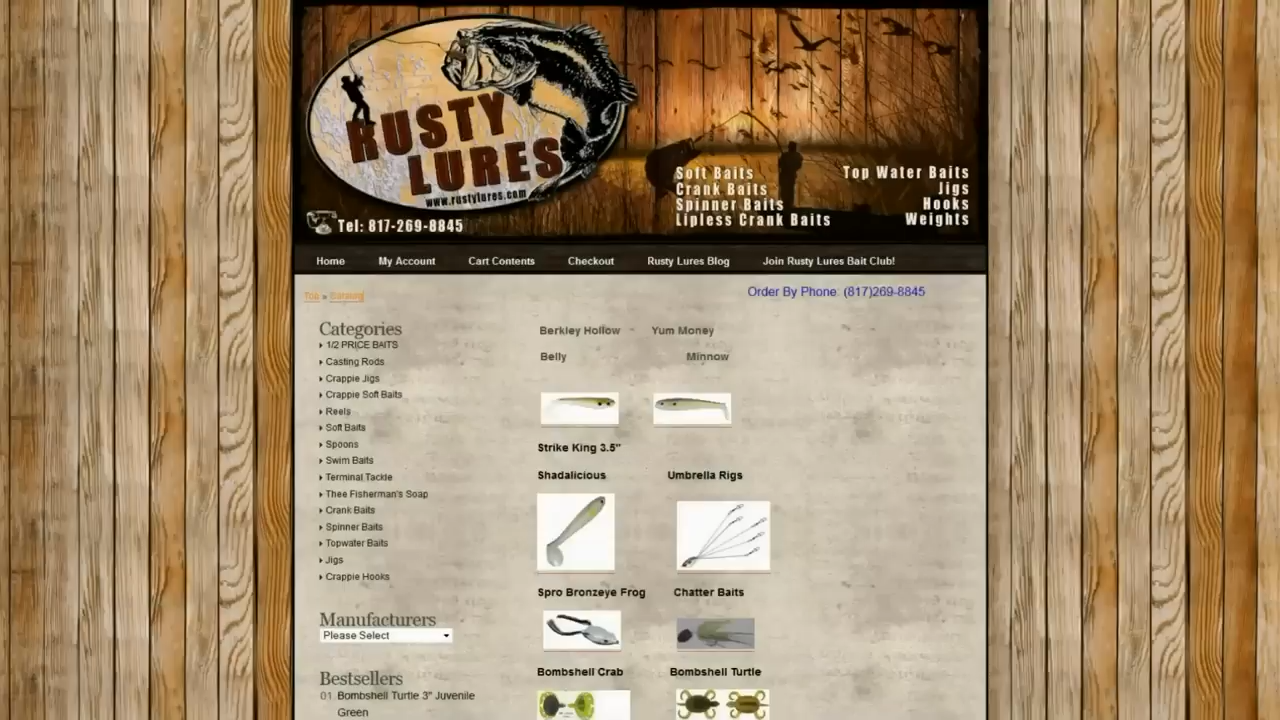 RUSTY
LURES
www.rustylures.com
Tel: 817-269-8845
Soft Baits
Crank Baits
Spinner Baits
Lipless Crank Baits
Top Water Baits
Jigs
Hooks
Weights
Home My Account Cart Contents Checkout Rusty Lures Blog Join Rusty Lures Bait Club!
Top » Catalog
Order By Phone: (817)269-8845
Categories
1/2 PRICE BAITS
Casting Rods
Crappie Jigs
Crappie Soft Baits
Reels
Soft Baits
Spoons
Swim Baits
Terminal Tackle
Thee Fisherman's Soap
Crank Baits
Spinner Baits
Topwater Baits
Jigs
Crappie Hooks
Manufacturers
Please Select
Bestsellers
01 Bombshell Turtle 3" Juvenile
Green
Berkley Hollow Yum Money
Belly Minnow
Strike King 3.5"
Shadalicious Umbrella Rigs
Spro Bronzeye Frog Chatter Baits
Bombshell Crab Bombshell Turtle